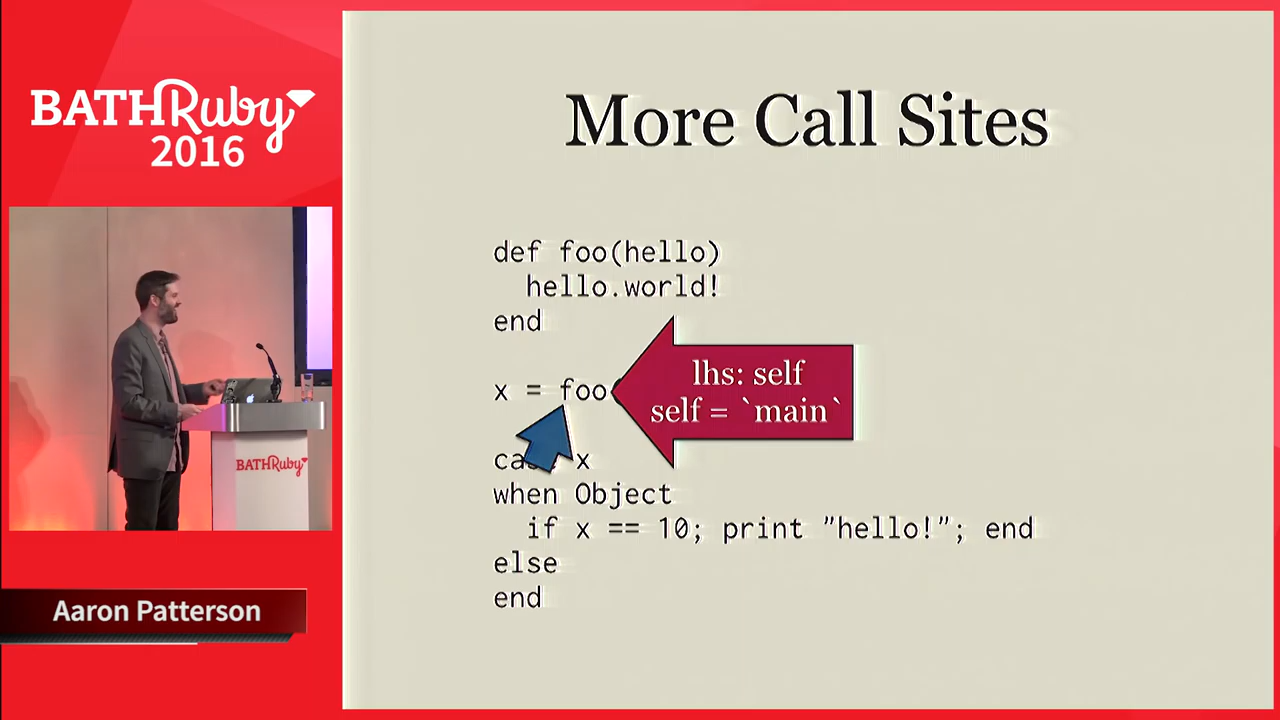 BATHRuby
2016
BATHRuby
Aaron Patterson
More Call Sites
def foo(hello)
hello.world!
end
x = foo
lhs: self
self = `main`
x
when Object
if x == 10; print "hello!"; end
else
end